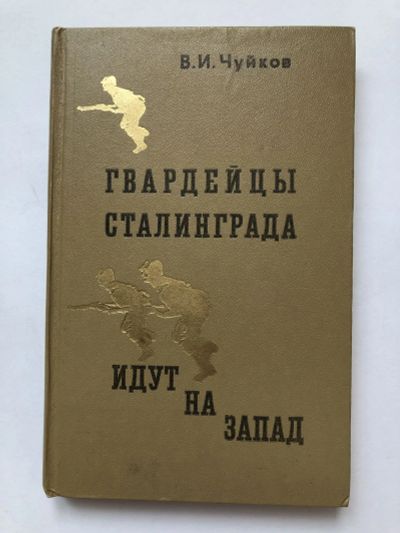 В.И.Чуйков
ГВАРДЕЙЦЫ
СТАЛИНГРАДА
ИДУТ
НА
ЗАПАД